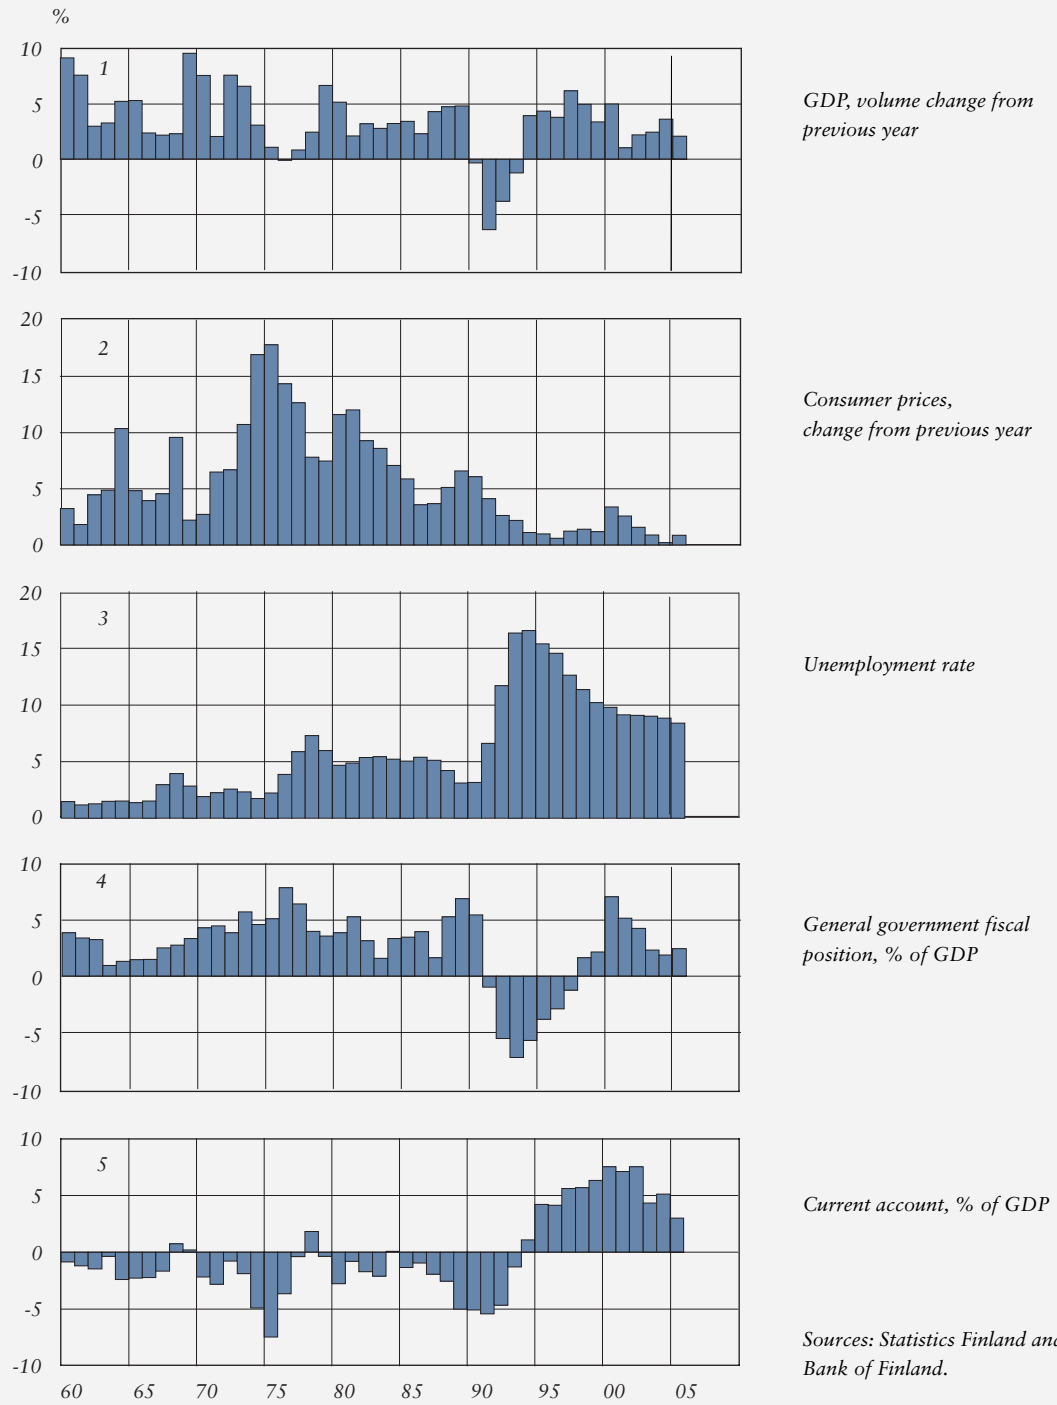 %
10
5
0
-5
-10
1
GDP, volume change from
previous year
20
15
10
5
0
2
Consumer prices,
change from previous year
20
15
10
5
0
3
Unemployment rate
10
5
0
-5
-10
4
General government fiscal
position, % of GDP
10
5
0
-5
-10
5
Current account, % of GDP
60 65 70 75 80 85 90 95 00 05
Sources: Statistics Finland and
Bank of Finland.